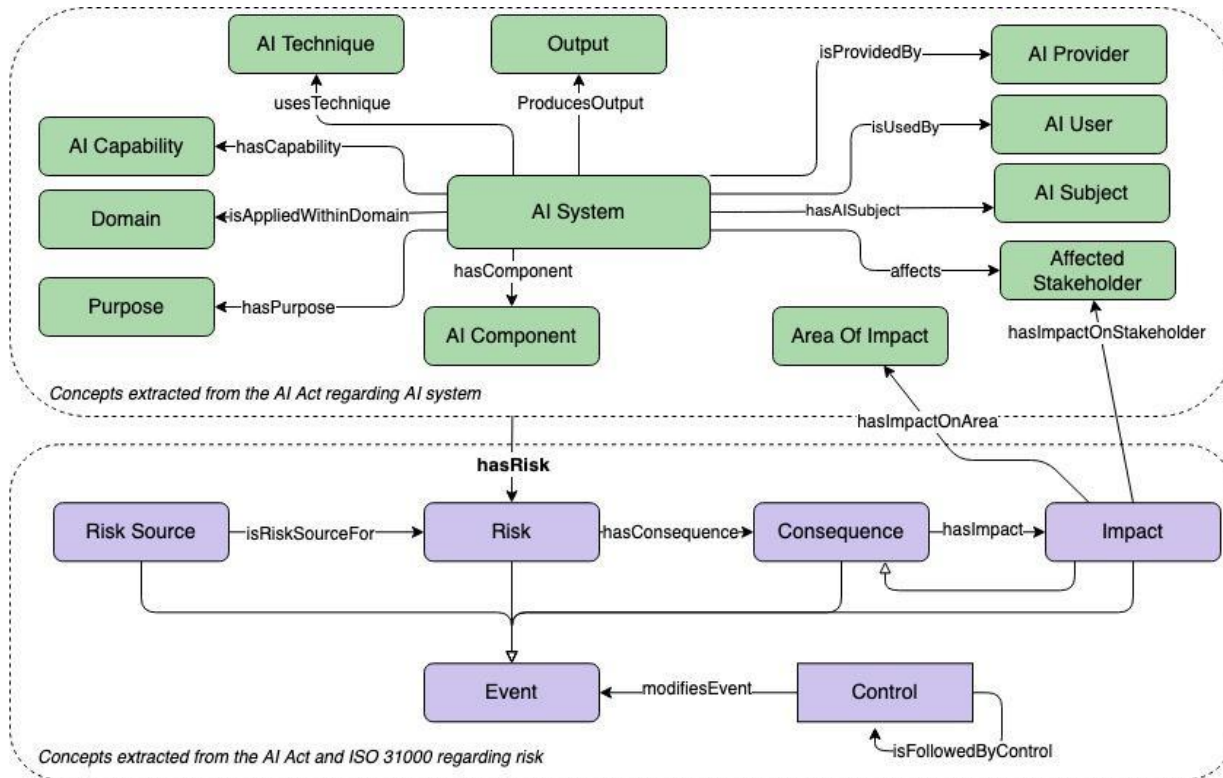 AI Technique
Output
isProvidedBy
AI Provider
usesTechnique
ProducesOutput
AI Capability
hasCapability
isUsedBy
AI User
Domain
isAppliedWithinDomain
AI System
hasAISubject
AI Subject
hasComponent
affects
Affected
Stakeholder
Purpose
hasPurpose
AI Component
Area Of Impact
hasImpactOnStakeholder
Concepts extracted from the AI Act regarding AI system
hasImpactOnArea
hasRisk
Risk Source
isRiskSourceFor
Risk
hasConsequence
Consequence
hasImpact
Impact
Event
modifiesEvent
Control
isFollowedByControl
Concepts extracted from the AI Act and ISO 31000 regarding risk